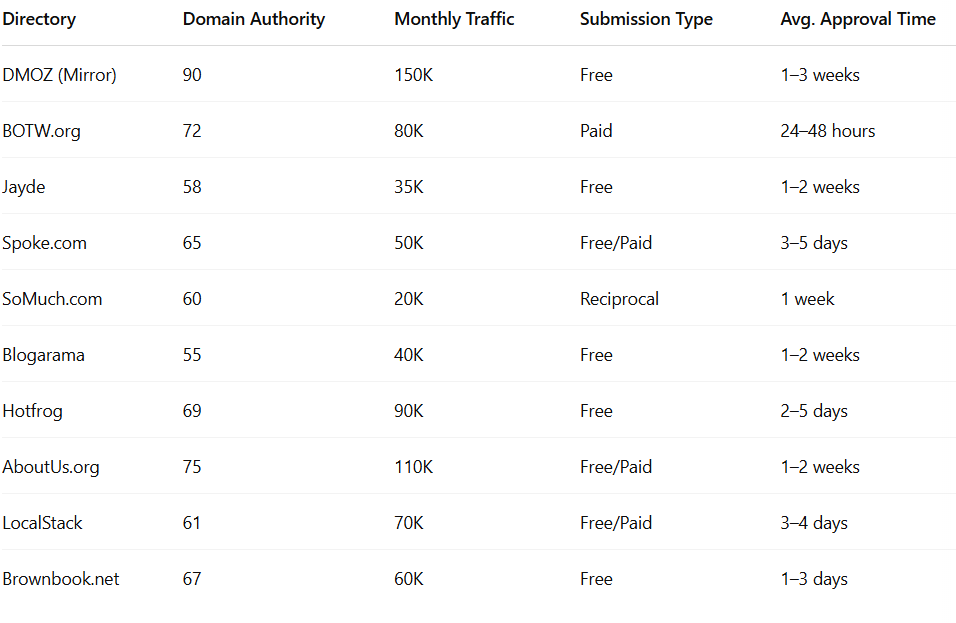 Directory Domain Authority Monthly Traffic Submission Type Avg. Approval Time
DMOZ (Mirror) 90 150K Free 1–3 weeks
BOTW.org 72 80K Paid 24–48 hours
Jayde 58 35K Free 1–2 weeks
Spoke.com 65 50K Free/Paid 3–5 days
SoMuch.com 60 20K Reciprocal 1 week
Blogarama 55 40K Free 1–2 weeks
Hotfrog 69 90K Free 2–5 days
AboutUs.org 75 110K Free/Paid 1–2 weeks
LocalStack 61 70K Free/Paid 3–4 days
Brownbook.net 67 60K Free 1–3 days